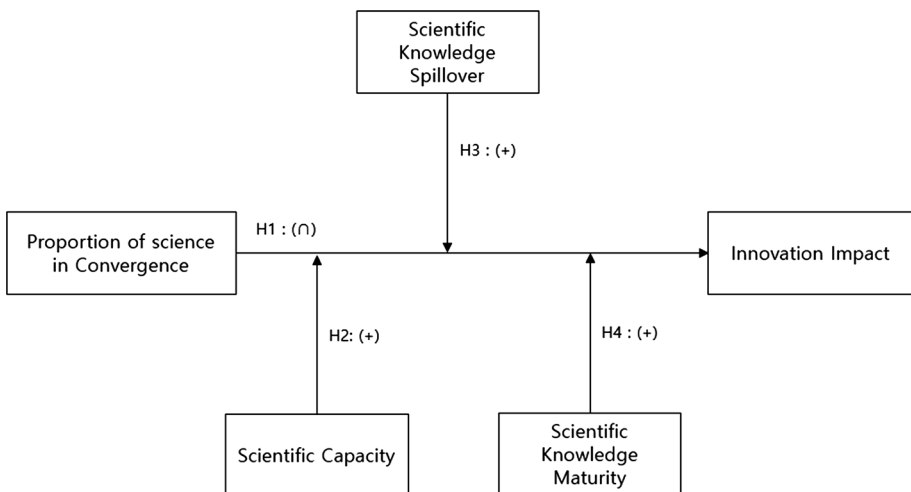 Scientific
Knowledge
Spillover
H3 : (+)
Proportion of science
in Convergence
H1 : (∩)
Innovation Impact
H2: (+)
H4 : (+)
Scientific Capacity
Scientific
Knowledge
Maturity